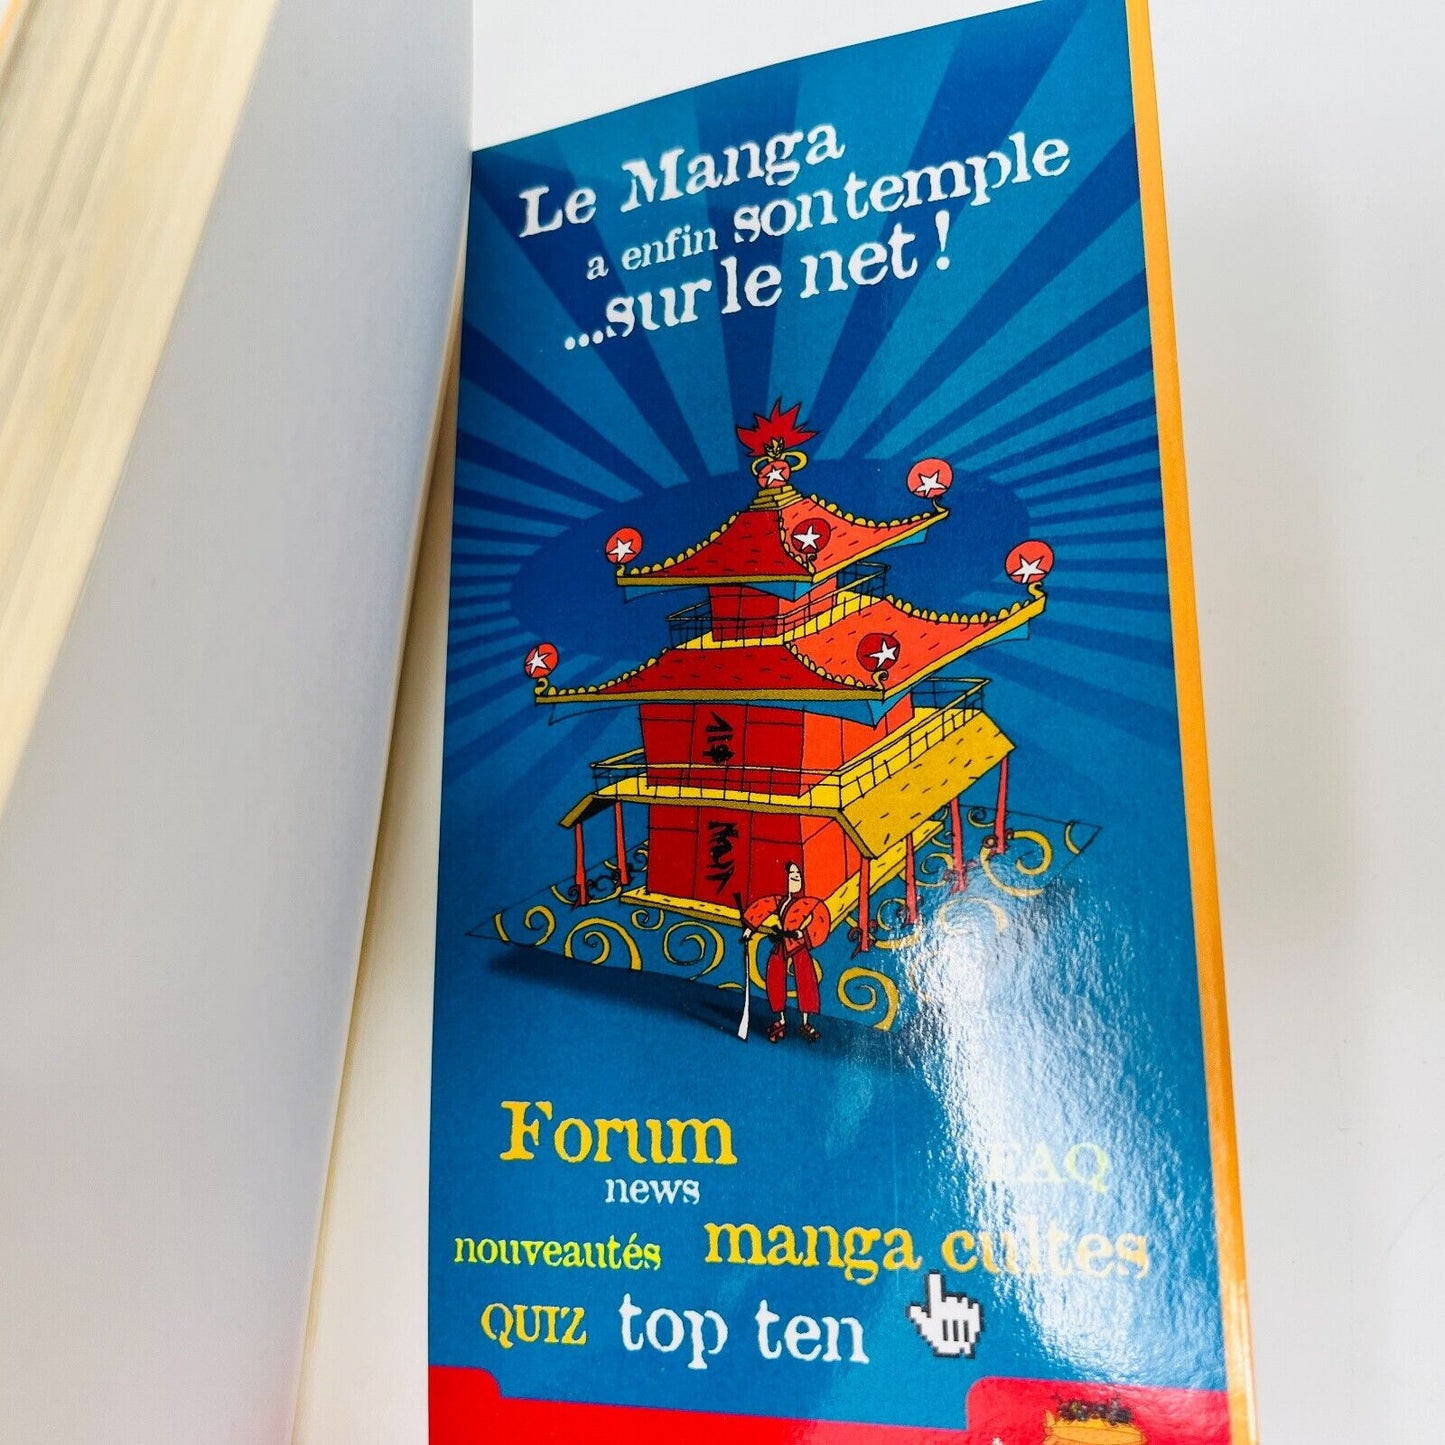 Le Manga
a enfin son temple
...sur le net !
Forum
FAQ
news
nouveautés
manga cultes
QUIZ
top ten